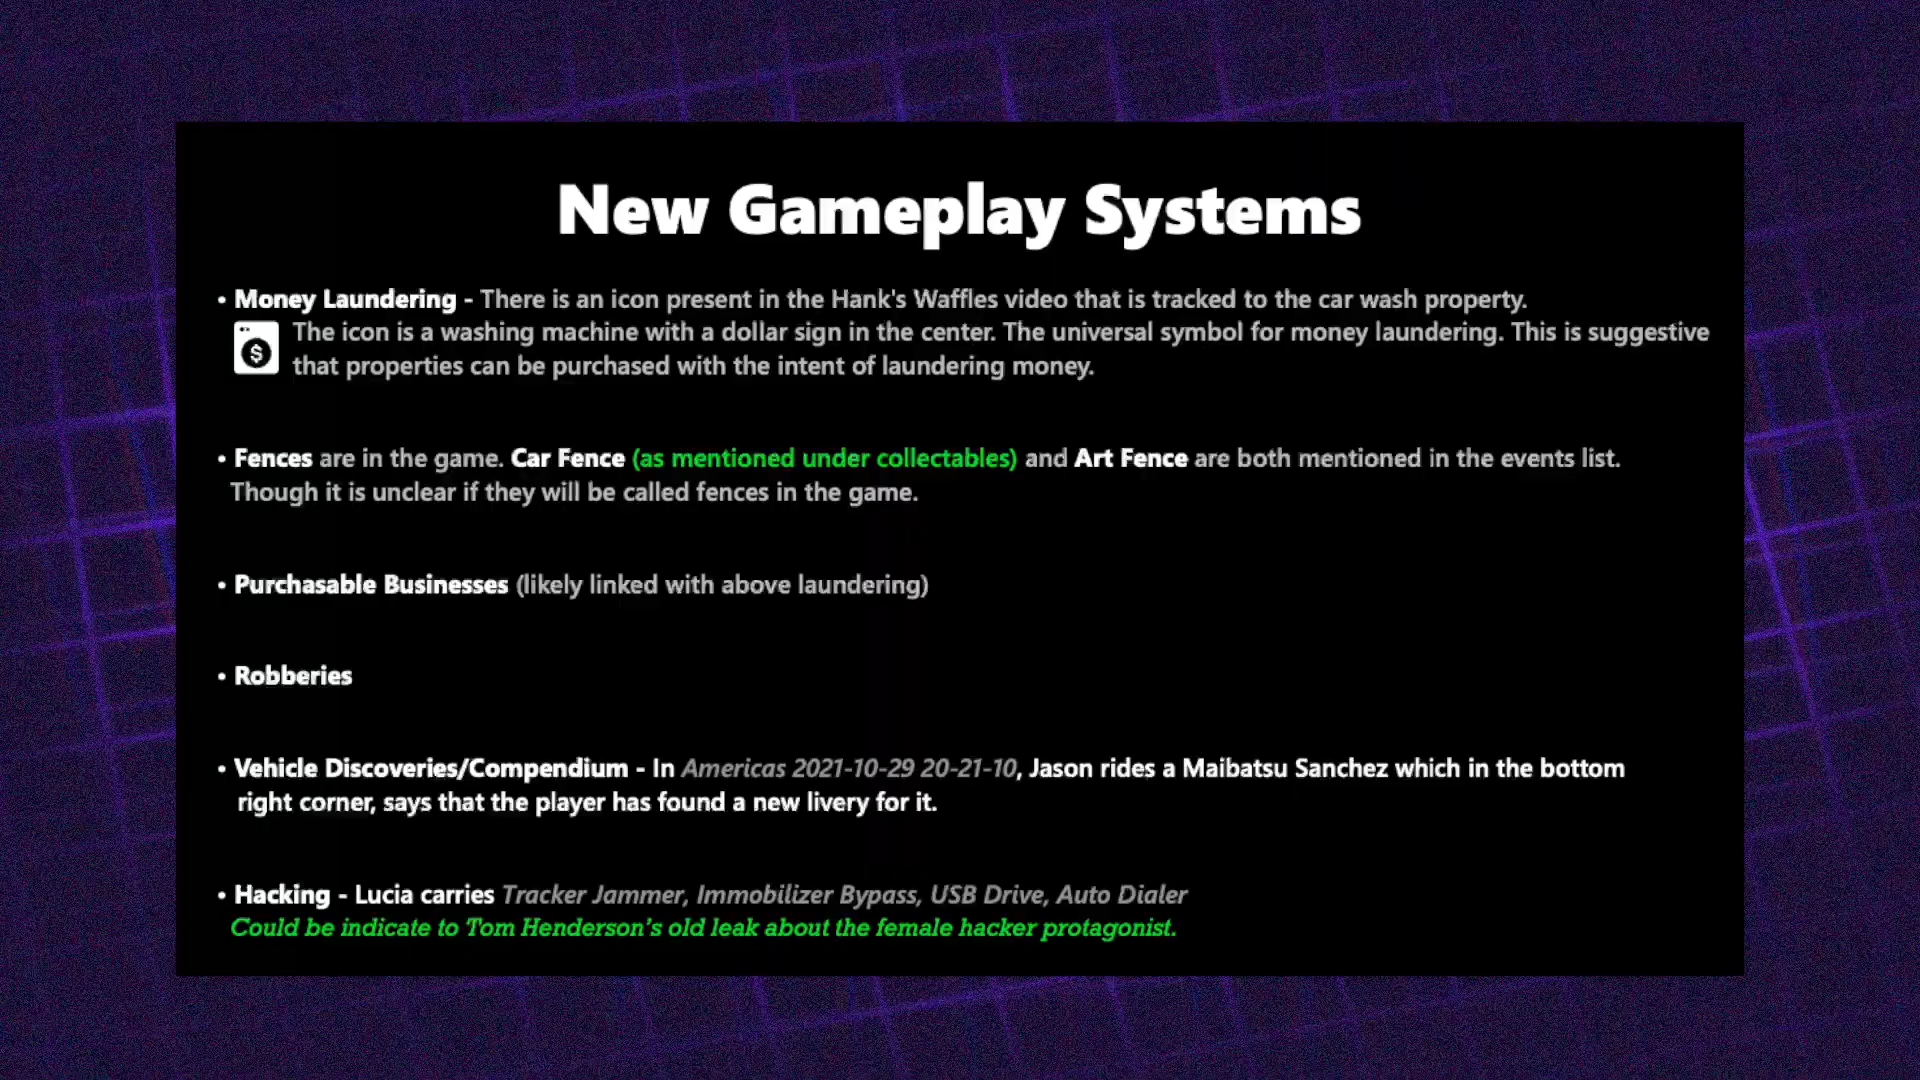 New Gameplay Systems
• Money Laundering - There is an icon present in the Hank's Waffles video that is tracked to the car wash property.
The icon is a washing machine with a dollar sign in the center. The universal symbol for money laundering. This is suggestive
$
that properties can be purchased with the intent of laundering money.
• Fences are in the game. Car Fence (as mentioned under collectables) and Art Fence are both mentioned in the events list.
Though it is unclear if they will be called fences in the game.
• Purchasable Businesses (likely linked with above laundering)
• Robberies
• Vehicle Discoveries/Compendium - In Americas 2021-10-29 20-21-10, Jason rides a Maibatsu Sanchez which in the bottom
right corner, says that the player has found a new livery for it.
• Hacking - Lucia carries Tracker Jammer, Immobilizer Bypass, USB Drive, Auto Dialer
Could be indicate to Tom Henderson's old leak about the female hacker protagonist.